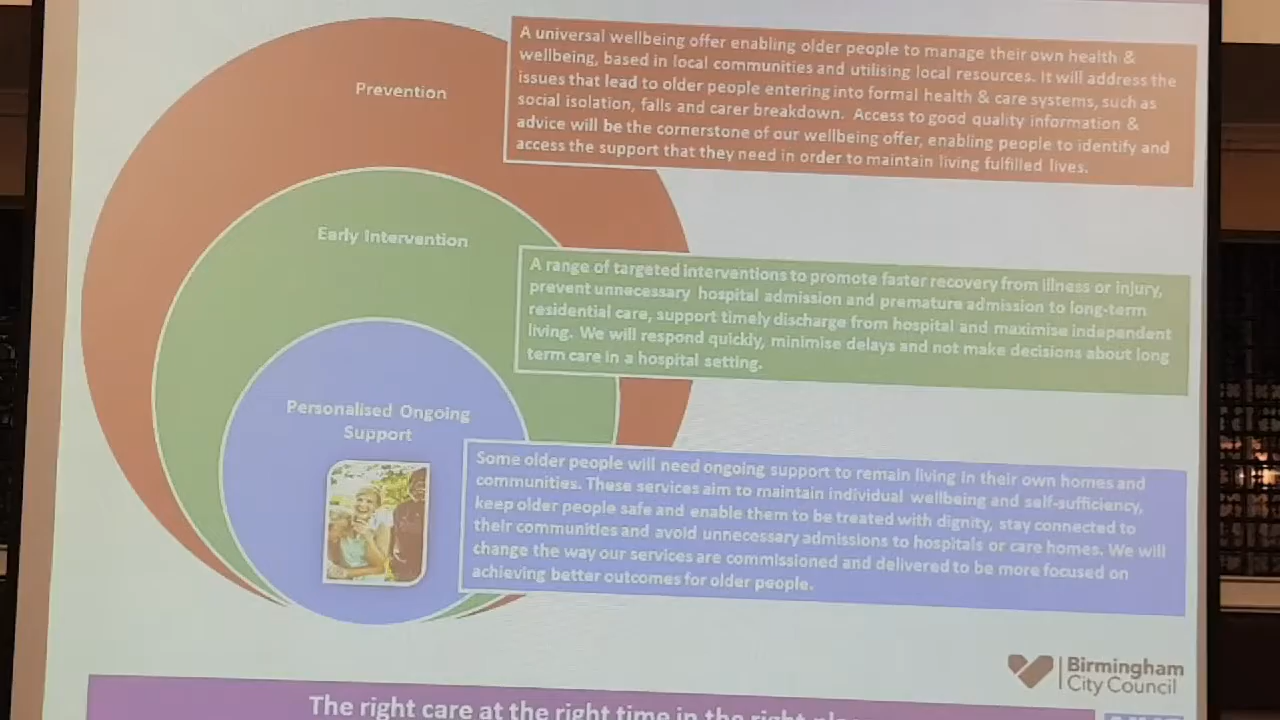 Prevention
A universal wellbeing offer enabling older people to manage their own health &
wellbeing, based in local communities and utilising local resources. It will address the
issues that lead to older people entering into formal health & care systems, such as
social isolation, falls and carer breakdown. Access to good quality information &
advice will be the cornerstone of our wellbeing offer, enabling people to identify and
access the support that they need in order to maintain living fulfilled lives.
Early Intervention
A range of targeted interventions to promote faster recovery from illness or injury,
prevent unnecessary hospital admission and premature admission to long-term
residential care, support timely discharge from hospital and maximise independent
living. We will respond quickly, minimise delays and not make decisions about long
term care in a hospital setting.
Personalised Ongoing
Support
Some older people will need ongoing support to remain living in their own homes and
communities. These services aim to maintain individual wellbeing and self-sufficiency,
keep older people safe and enable them to be treated with dignity, stay connected to
their communities and avoid unnecessary admissions to hospitals or care homes. We will
change the way our services are commissioned and delivered to be more focused on
achieving better outcomes for older people.
Birmingham
City Council
The right care at the right time in the right